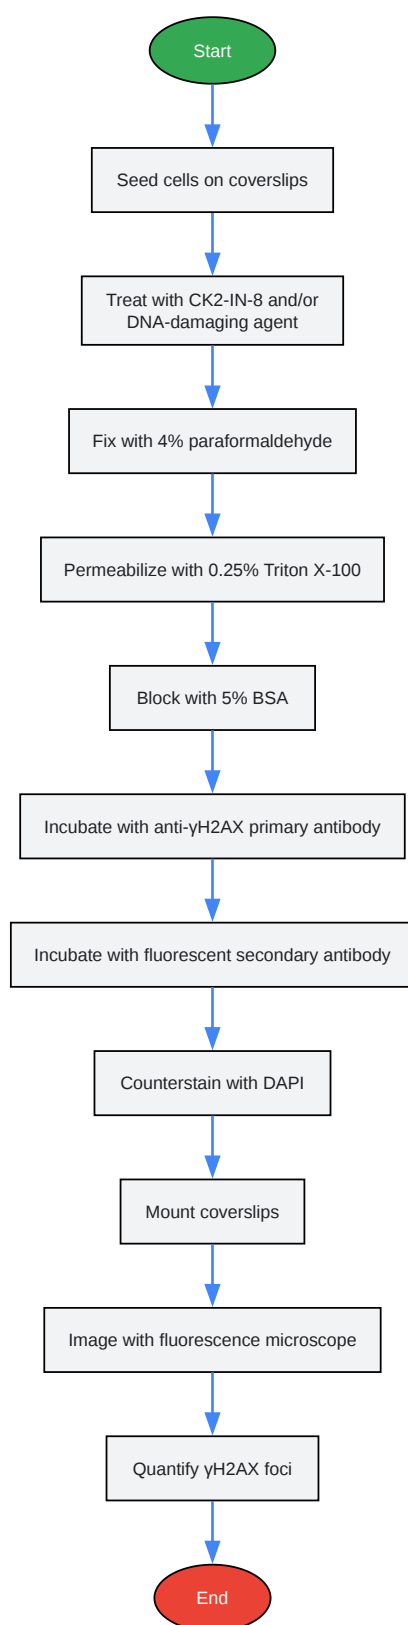 Start
Seed cells on coverslips
Treat with CK2-IN-8 and/or
DNA-damaging agent
Fix with 4% paraformaldehyde
Permeabilize with 0.25% Triton X-100
Block with 5% BSA
Incubate with anti-γH2AX primary antibody
Incubate with fluorescent secondary antibody
Counterstain with DAPI
Mount coverslips
Image with fluorescence microscope
Quantify γH2AX foci
End